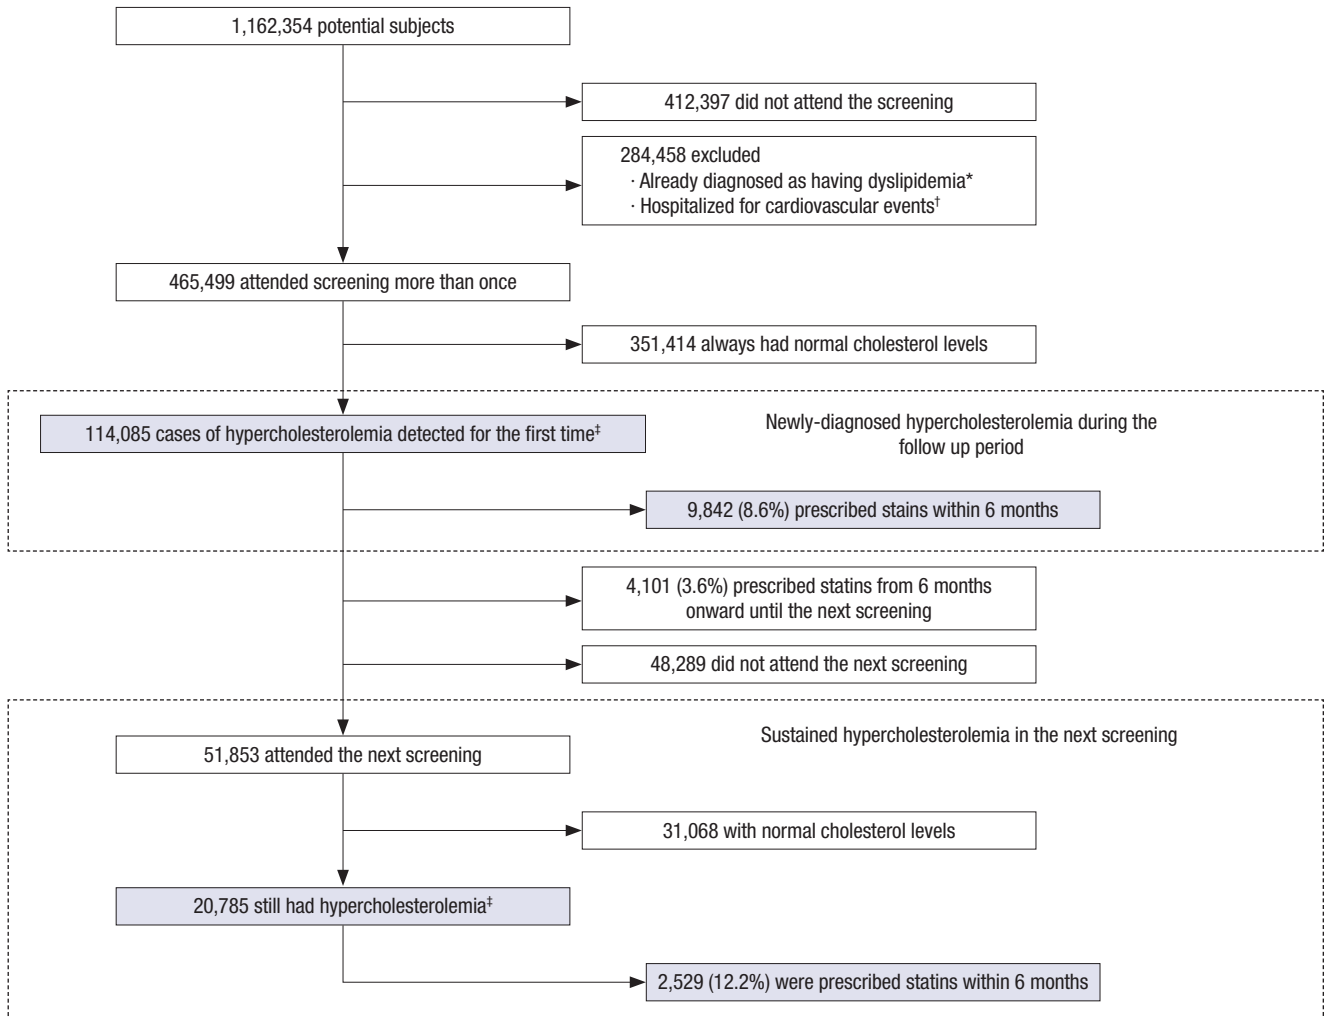 1,162,354 potential subjects
412,397 did not attend the screening
284,458 excluded
· Already diagnosed as having dyslipidemia*
· Hospitalized for cardiovascular events†
465,499 attended screening more than once
351,414 always had normal cholesterol levels
114,085 cases of hypercholesterolemia detected for the first time‡
Newly-diagnosed hypercholesterolemia during the
follow up period
9,842 (8.6%) prescribed stains within 6 months
4,101 (3.6%) prescribed statins from 6 months
onward until the next screening
48,289 did not attend the next screening
Sustained hypercholesterolemia in the next screening
51,853 attended the next screening
31,068 with normal cholesterol levels
20,785 still had hypercholesterolemia‡
2,529 (12.2%) were prescribed statins within 6 months